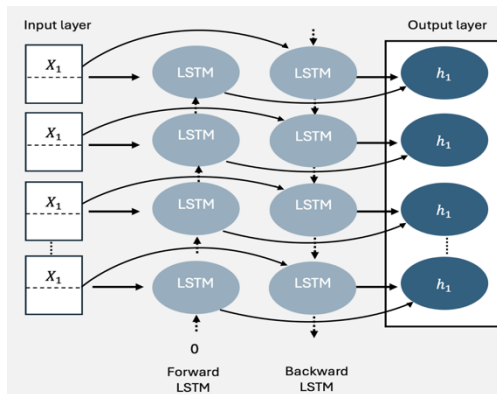 Input layer
Output layer
X₁
LSTM
LSTM
h₁
X₁
LSTM
LSTM
h₁
X₁
LSTM
LSTM
h₁
X₁
LSTM
LSTM
h₁
0
Forward
LSTM
Backward
LSTM